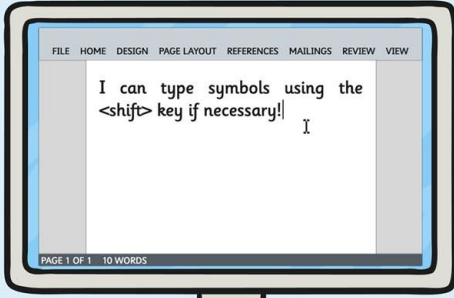 FILE HOME DESIGN PAGE LAYOUT REFERENCES MAILINGS REVIEW VIEW
I can type symbols using the
<shift> key if necessary!
PAGE 1 OF 1 10 WORDS